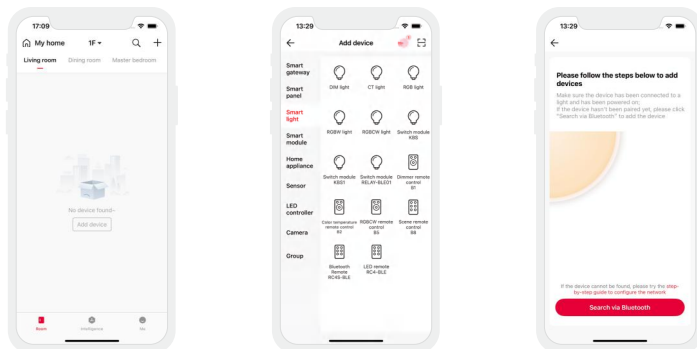 17:09
My home
1F
Living room Dining room Master bedroom
No device found~
Add device
Room Intelligence Me
13:29
Add device
Smart gateway
Smart panel
Smart light
Smart module
Home appliance
Sensor
LED controller
Camera
Group
DIM light CT light RGB light
RGBW light RGBCW light Switch module KBS
Switch module KBS1 Switch module RELAY-BLE01 Dimmer remote control B1
Color temperature remote control B2 RGBCW remote control B5 Scene remote control B8
Bluetooth Remote RC4S-BLE LED remote RC4-BLE
13:29
Please follow the steps below to add
devices
Make sure the device has been connected to a
light and has been powered on;
If the device hasn't been paired yet, please click
"Search via Bluetooth" to add the device
If the device cannot be found, please try the step-
by-step guide to configure the network
Search via Bluetooth